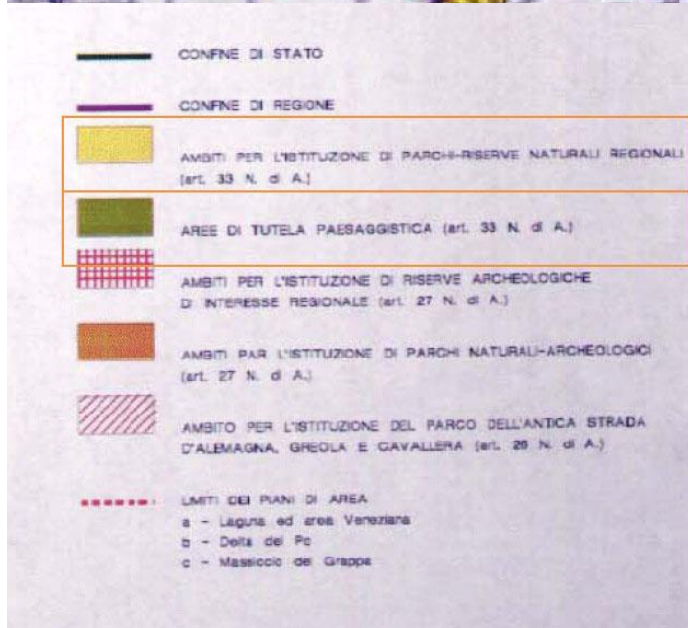 CONFINE DI STATO
CONFINE DI REGIONE
AMBITI PER L'ISTITUZIONE DI PARCHI-RISERVE NATURALI REGIONALI
(art. 33 N. di A.)
AREE DI TUTELA PAESAGGISTICA (art. 33 N. di A.)
AMBITI PER L'ISTITUZIONE DI RISERVE ARCHEOLOGICHE
DI INTERESSE REGIONALE (art. 27 N. di A.)
AMBITI PAR L'ISTITUZIONE DI PARCHI NATURALI-ARCHEOLOGICI
(art. 27 N. di A.)
AMBITO PER L'ISTITUZIONE DEL PARCO DELL'ANTICA STRADA
D'ALEMAGNA, GREOLA E CAVALLERA (art. 26 N. di A.)
LIMITI DEI PIANI DI AREA
a - Laguna ed area Veneziana
b - Delta del Po
c - Massiccio del Grappa